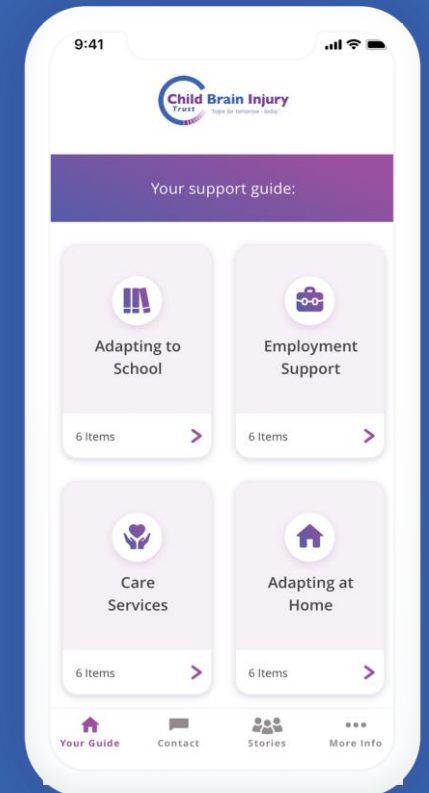 9:41
Child Brain Injury
Trust
"hope for tomorrow - today"
Your support guide:
Adapting to
School
6 Items
Employment
Support
6 Items
Care
Services
6 Items
Adapting at
Home
6 Items
Your Guide
Contact
Stories
More Info